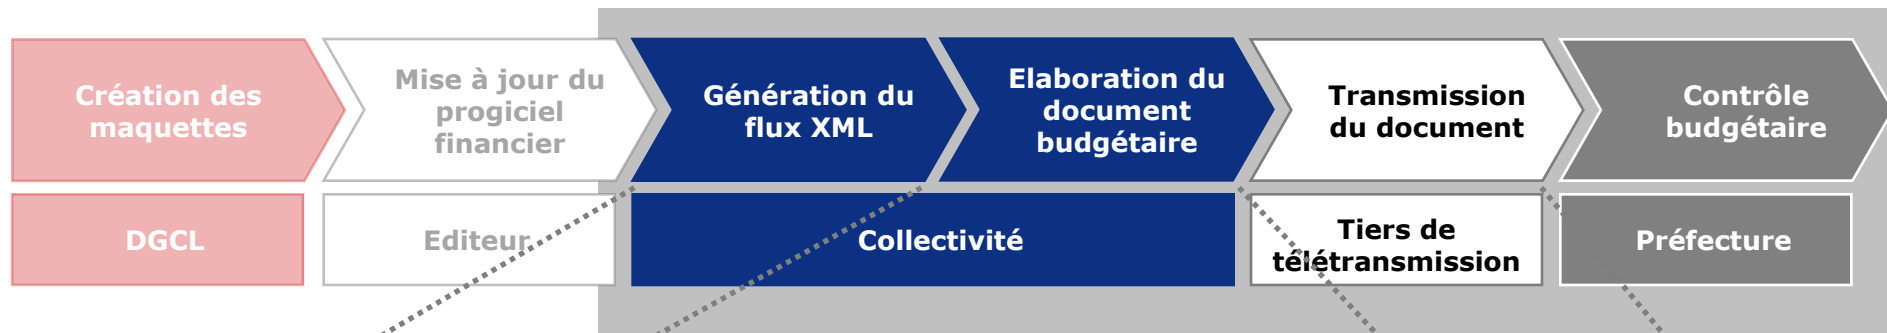 Création des
maquettes
Mise à jour du
progiciel
financier
Génération du
flux XML
Elaboration du
document
budgétaire
Transmission
du document
Contrôle
budgétaire
DGCL
Editeur
Collectivité
Tiers de
télétransmission
Préfecture